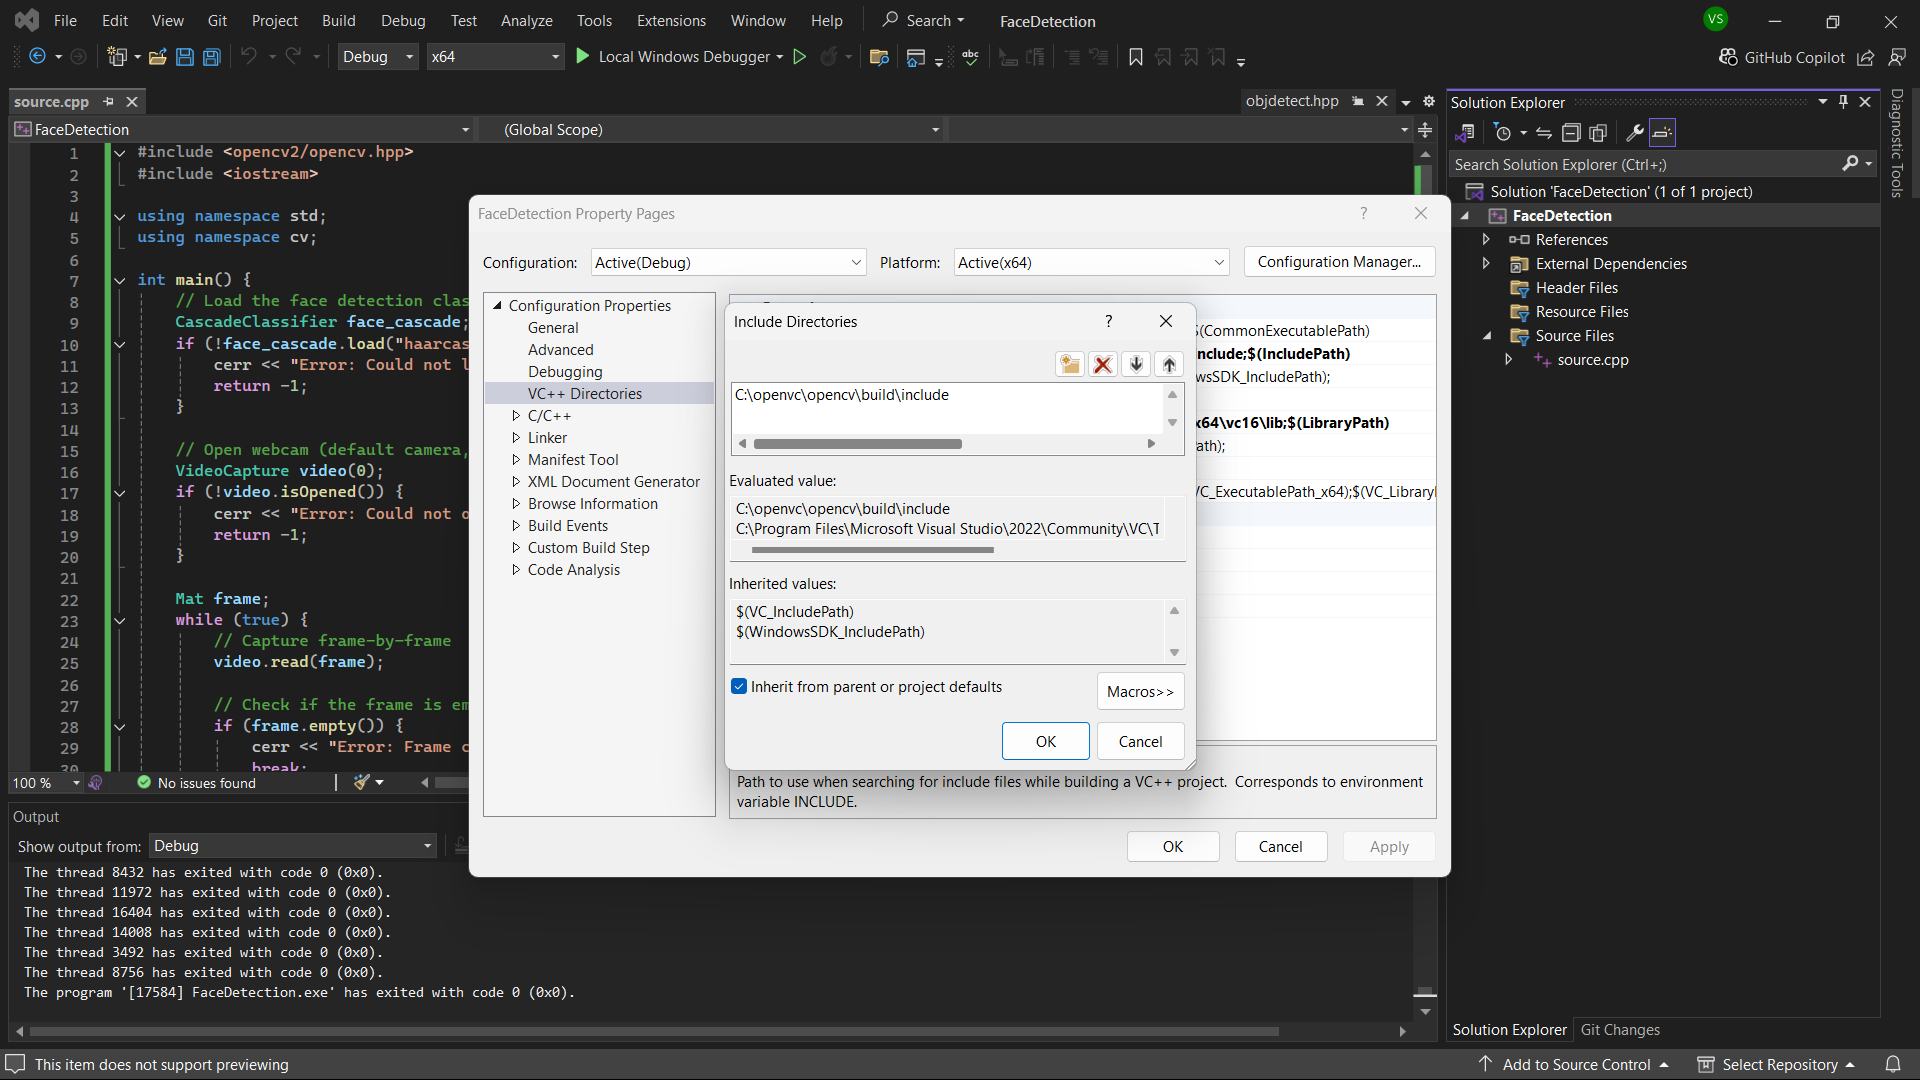 File Edit View Git Project Build Debug Test Analyze Tools Extensions Window Help Search FaceDetection VS
Debug x64 Local Windows Debugger abc GitHub Copilot
source.cpp objdetect.hpp
FaceDetection (Global Scope)
1 #include <opencv2/opencv.hpp>
2 #include <iostream>
3
4 using namespace std;
5 using namespace cv;
6
7 int main() {
8 // Load the face detection clas
9 CascadeClassifier face_cascade;
10 if (!face_cascade.load("haarcas
11 cerr << "Error: Could not l
12 return -1;
13 }
14
15 // Open webcam (default camera,
16 VideoCapture video(0);
17 if (!video.isOpened()) {
18 cerr << "Error: Could not o
19 return -1;
20 }
21
22 Mat frame;
23 while (true) {
24 // Capture frame-by-frame
25 video.read(frame);
26
27 // Check if the frame is em
28 if (frame.empty()) {
29 cerr << "Error: Frame c
30 break;
100 % No issues found
Output
Show output from: Debug
The thread 8432 has exited with code 0 (0x0).
The thread 11972 has exited with code 0 (0x0).
The thread 16404 has exited with code 0 (0x0).
The thread 14008 has exited with code 0 (0x0).
The thread 3492 has exited with code 0 (0x0).
The thread 8756 has exited with code 0 (0x0).
The program '[17584] FaceDetection.exe' has exited with code 0 (0x0).
FaceDetection Property Pages ?
Configuration: Active(Debug) Platform: Active(x64) Configuration Manager...
Configuration Properties
General
Advanced
Debugging
VC++ Directories
C/C++
Linker
Manifest Tool
XML Document Generator
Browse Information
Build Events
Custom Build Step
Code Analysis
$(CommonExecutablePath)
nclude;$(IncludePath)
wsSDK_IncludePath);
x64\vc16\lib;$(LibraryPath)
ath);
VC_ExecutablePath_x64);$(VC_Library
Include Directories ?
C:\openvc\opencv\build\include
Evaluated value:
C:\openvc\opencv\build\include
C:\Program Files\Microsoft Visual Studio\2022\Community\VC\T
Inherited values:
$(VC_IncludePath)
$(WindowsSDK_IncludePath)
Inherit from parent or project defaults
Macros>>
OK Cancel
Path to use when searching for include files while building a VC++ project. Corresponds to environment
variable INCLUDE.
OK Cancel Apply
Solution Explorer
Search Solution Explorer (Ctrl+;)
Solution 'FaceDetection' (1 of 1 project)
FaceDetection
References
External Dependencies
Header Files
Resource Files
Source Files
source.cpp
Diagnostic Tools
Solution Explorer Git Changes
This item does not support previewing Add to Source Control Select Repository